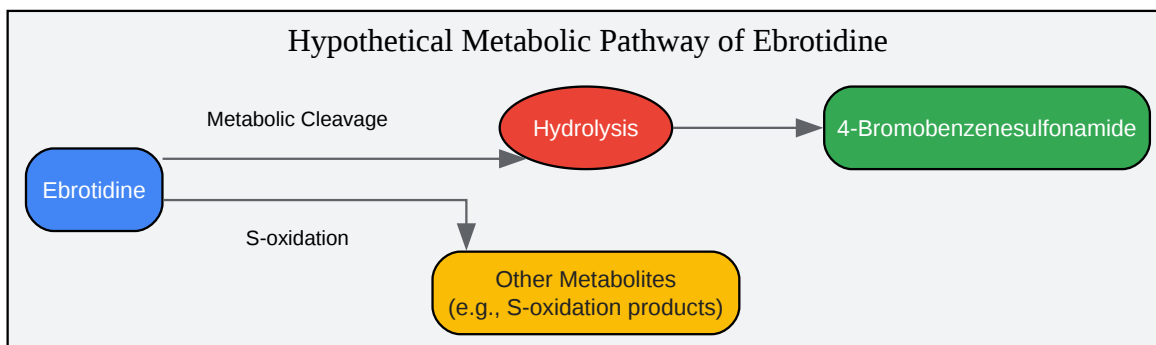 Hypothetical Metabolic Pathway of Ebrotidine
Metabolic Cleavage
Hydrolysis
4-Bromobenzenesulfonamide
Ebrotidine
S-oxidation
Other Metabolites
(e.g., S-oxidation products)